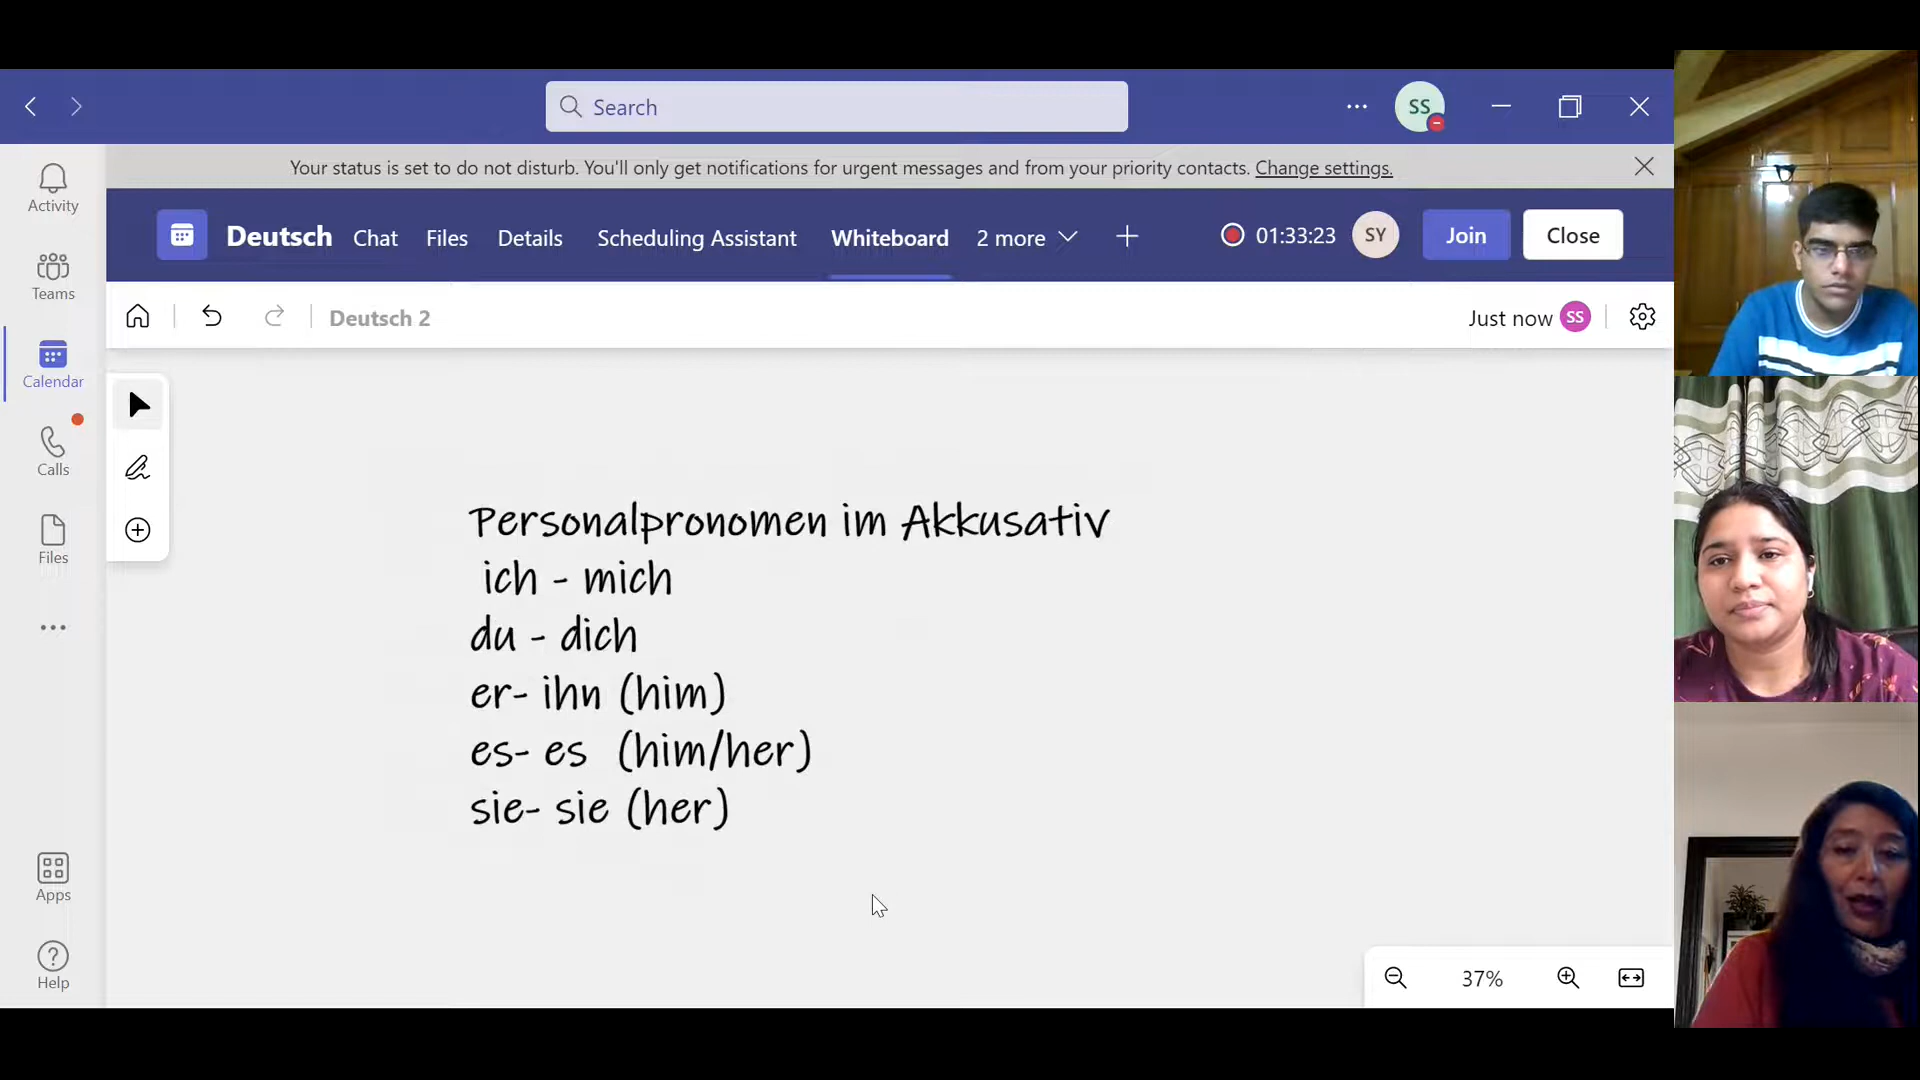 Search
SS
Your status is set to do not disturb. You'll only get notifications for urgent messages and from your priority contacts. Change settings.
Activity
Teams
Calendar
Calls
Files
Apps
Help
Deutsch Chat Files Details Scheduling Assistant Whiteboard 2 more
01:33:23 SY Join Close
Deutsch 2
Just now SS
Personalpronomen im Akkusativ
ich - mich
du - dich
er- ihn (him)
es- es (him/her)
sie- sie (her)
37%